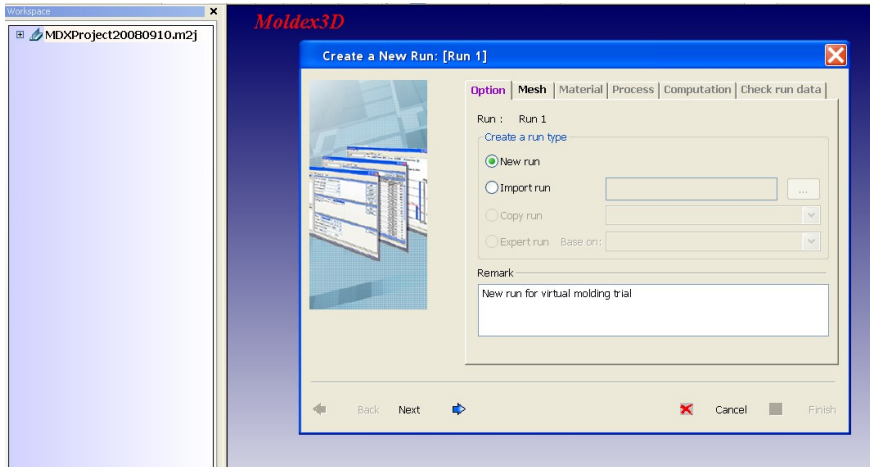 Workspace
MDXProject20080910.m2j
Moldex3D
Create a New Run: [Run 1]
Option Mesh Material Process Computation Check run data
Run : Run 1
Create a run type
New run
Import run
...
Copy run
Expert run Base on:
Remark
New run for virtual molding trial
Back Next Cancel Finish